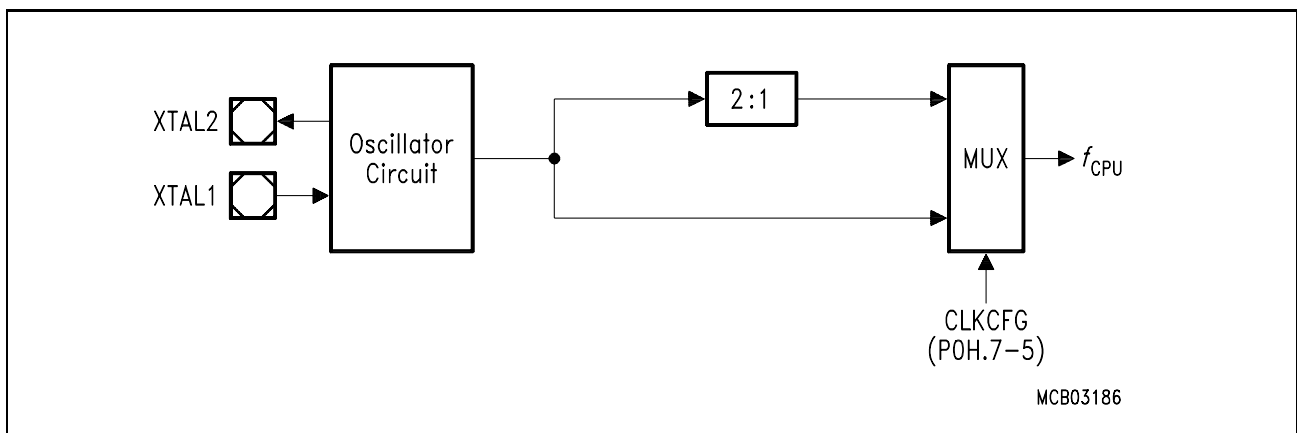 XTAL2
XTAL1
Oscillator
Circuit
2:1
MUX
fCPU
CLKCFG
(P0H.7-5)
MCB03186